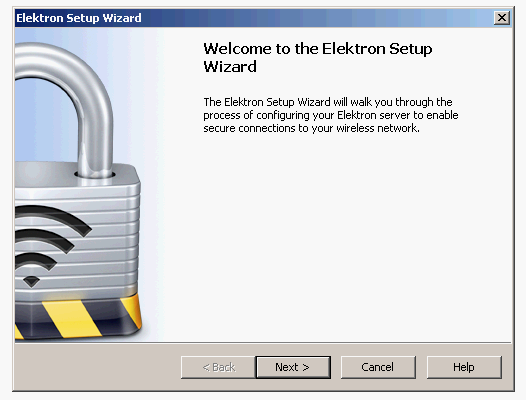 Elektron Setup Wizard
Welcome to the Elektron Setup
Wizard
The Elektron Setup Wizard will walk you through the
process of configuring your Elektron server to enable
secure connections to your wireless network.
< Back
Next >
Cancel
Help